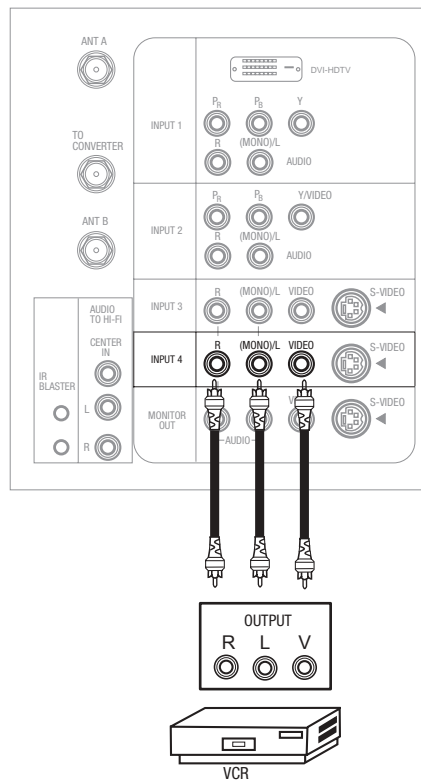 ANT A
TO
CONVERTER
ANT B
DVI-HDTV
INPUT 1
PR PB Y
R (MONO)/L AUDIO
INPUT 2
PR PB Y/VIDEO
R (MONO)/L AUDIO
INPUT 3
R (MONO)/L VIDEO S-VIDEO
INPUT 4
R (MONO)/L VIDEO S-VIDEO
MONITOR
OUT
AUDIO
S-VIDEO
IR
BLASTER
AUDIO
TO HI-FI
CENTER
IN
L
R
OUTPUT
R L V
VCR